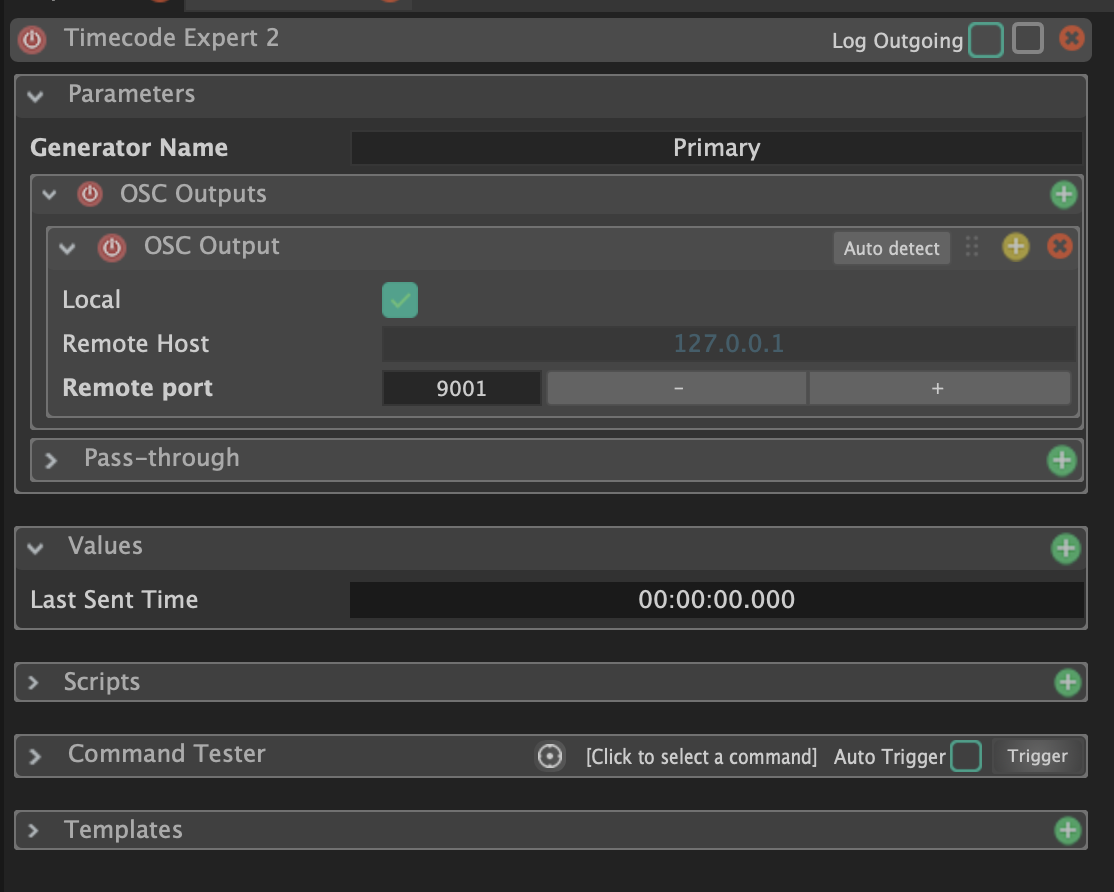 Timecode Expert 2 Log Outgoing
Parameters
Generator Name Primary
OSC Outputs
OSC Output Auto detect
Local
Remote Host 127.0.0.1
Remote port 9001 - +
Pass-through
Values
Last Sent Time 00:00:00.000
Scripts
Command Tester [Click to select a command] Auto Trigger Trigger
Templates